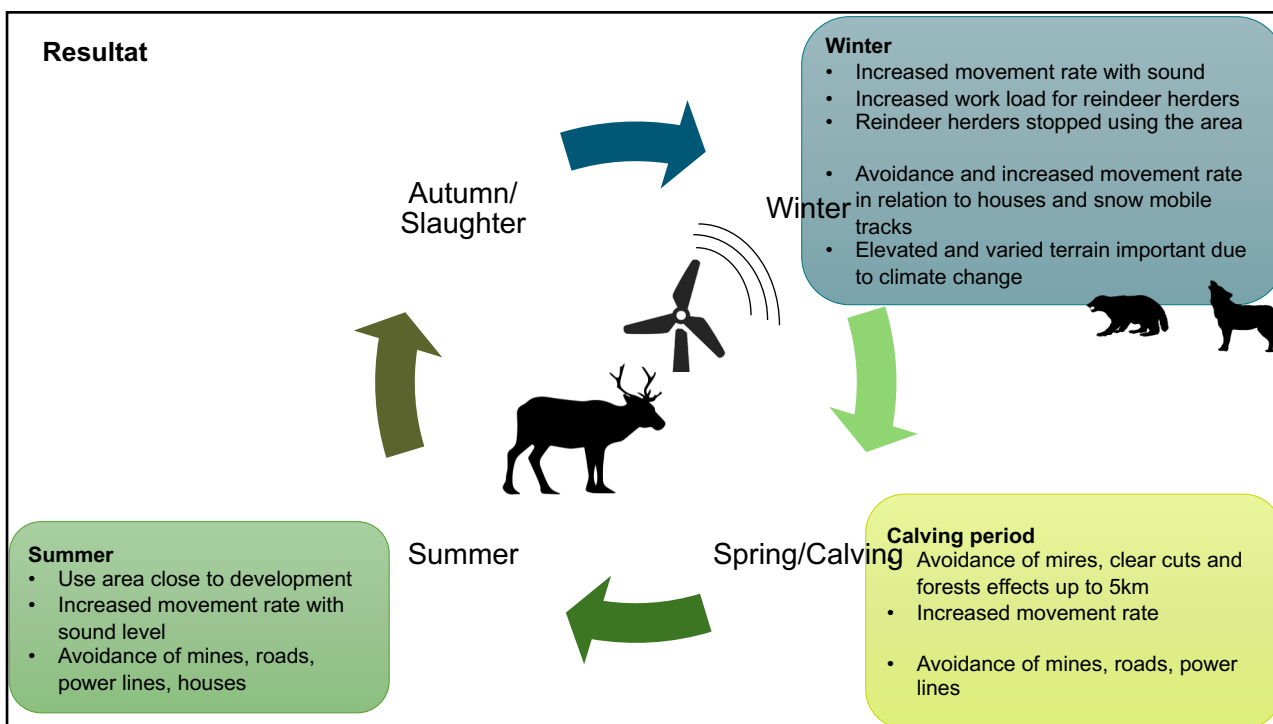 Resultat
Winter
• Increased movement rate with sound
• Increased work load for reindeer herders
• Reindeer herders stopped using the area
• Avoidance and increased movement rate
in relation to houses and snow mobile
tracks
• Elevated and varied terrain important due
to climate change
Autumn/
Slaughter
Winter
Summer
Spring/Calving
Summer
• Use area close to development
• Increased movement rate with
sound level
• Avoidance of mines, roads,
power lines, houses
Calving period
• Avoidance of mires, clear cuts and
forests effects up to 5km
• Increased movement rate
• Avoidance of mines, roads, power
lines